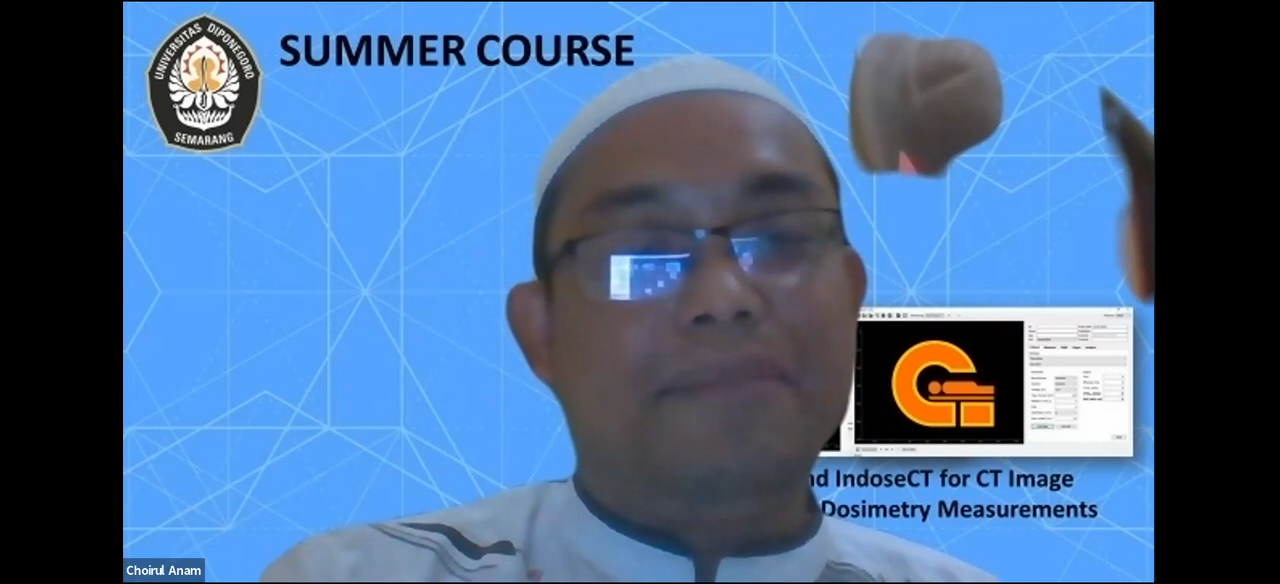 UNIVERSITAS DIPONEGORO
SEMARANG
SUMMER COURSE
nd IndoseCT for CT Image
Dosimetry Measurements
Choirul Anam